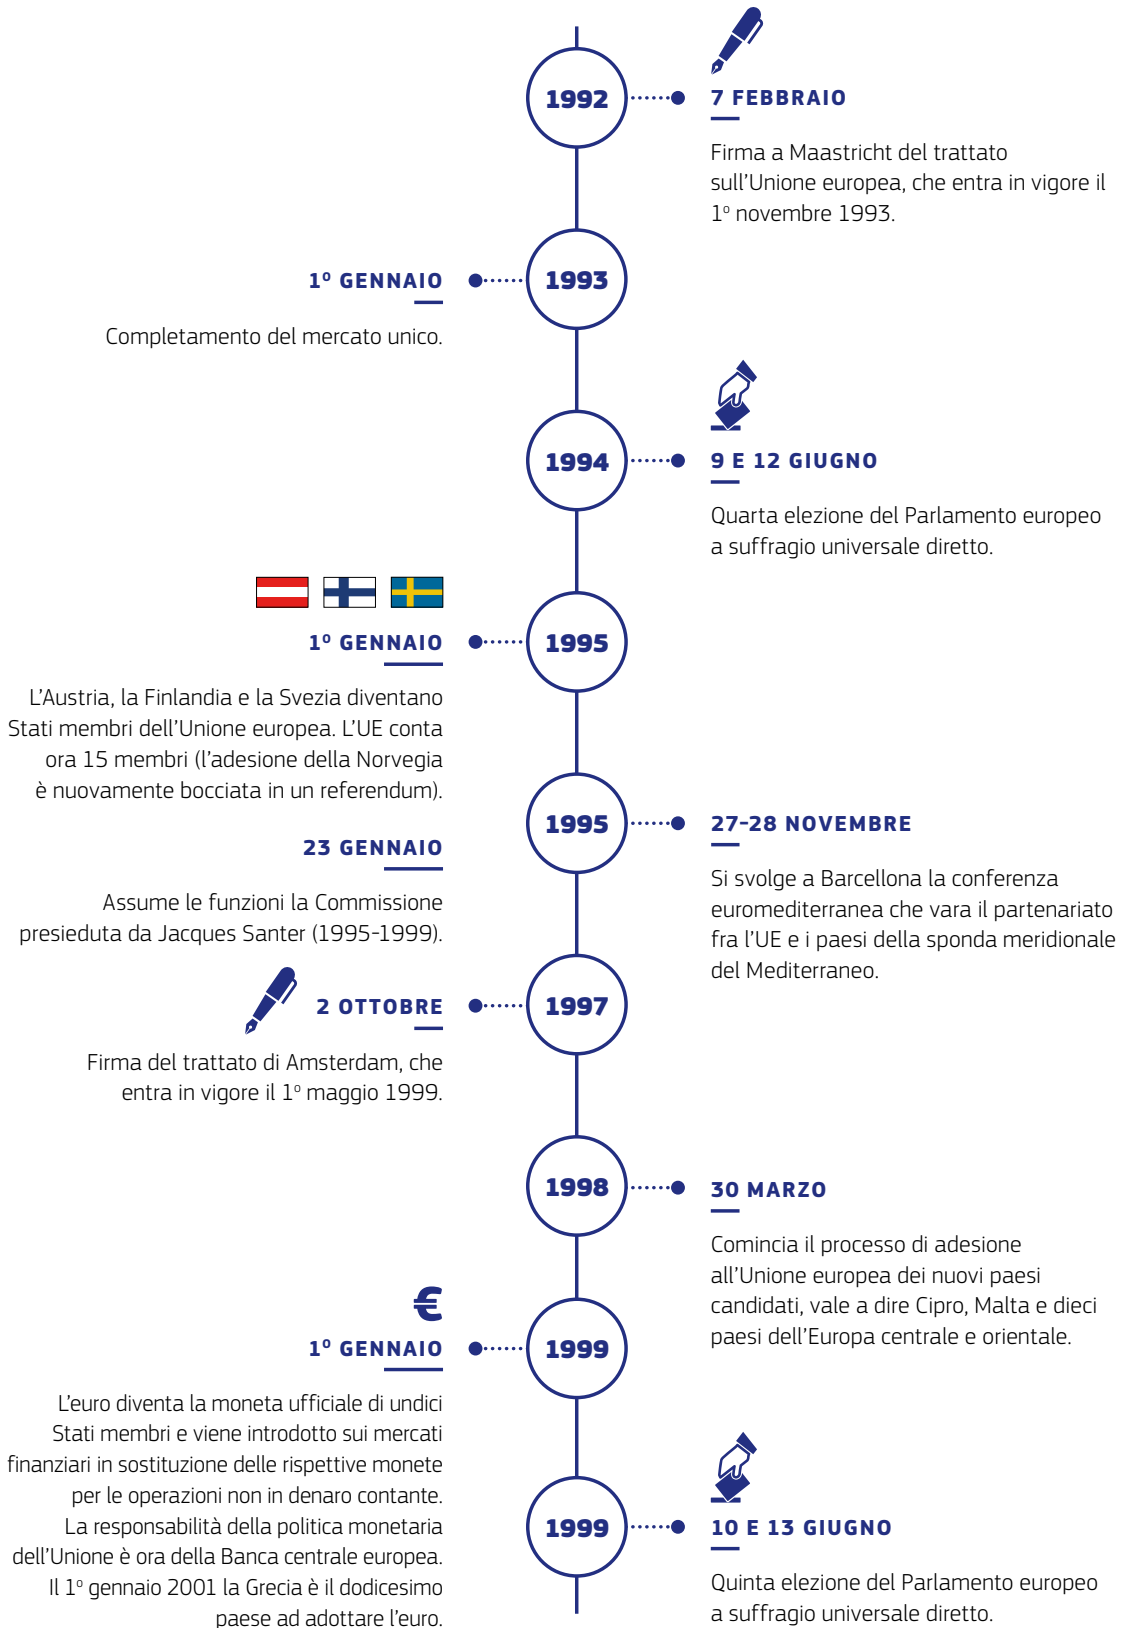 1992
7 FEBBRAIO
Firma a Maastricht del trattato
sull'Unione europea, che entra in vigore il
1º novembre 1993.
1993
1º GENNAIO
Completamento del mercato unico.
1994
9 E 12 GIUGNO
Quarta elezione del Parlamento europeo
a suffragio universale diretto.
1995
1º GENNAIO
L'Austria, la Finlandia e la Svezia diventano
Stati membri dell'Unione europea. L'UE conta
ora 15 membri (l'adesione della Norvegia
è nuovamente bocciata in un referendum).
23 GENNAIO
Assume le funzioni la Commissione
presieduta da Jacques Santer (1995-1999).
1995
27-28 NOVEMBRE
Si svolge a Barcellona la conferenza
euromediterranea che vara il partenariato
fra l'UE e i paesi della sponda meridionale
del Mediterraneo.
1997
2 OTTOBRE
Firma del trattato di Amsterdam, che
entra in vigore il 1º maggio 1999.
1998
30 MARZO
Comincia il processo di adesione
all'Unione europea dei nuovi paesi
candidati, vale a dire Cipro, Malta e dieci
paesi dell'Europa centrale e orientale.
€
1999
1º GENNAIO
L'euro diventa la moneta ufficiale di undici
Stati membri e viene introdotto sui mercati
finanziari in sostituzione delle rispettive monete
per le operazioni non in denaro contante.
La responsabilità della politica monetaria
dell'Unione è ora della Banca centrale europea.
Il 1º gennaio 2001 la Grecia è il dodicesimo
paese ad adottare l'euro.
1999
10 E 13 GIUGNO
Quinta elezione del Parlamento europeo
a suffragio universale diretto.